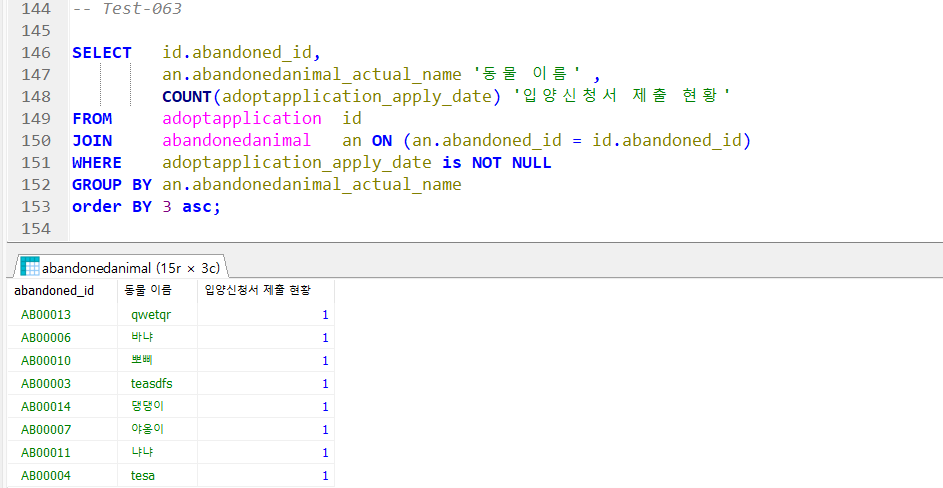 144 -- Test-063
145
146 SELECT id.abandoned_id,
147 an.abandonedanimal_actual_name '동물 이름' ,
148 COUNT(adoptapplication_apply_date) '입양신청서 제출 현황'
149 FROM adoptapplication id
150 JOIN abandonedanimal an ON (an.abandoned_id = id.abandoned_id)
151 WHERE adoptapplication_apply_date is NOT NULL
152 GROUP BY an.abandonedanimal_actual_name
153 order BY 3 asc;
154
abandonedanimal (15r × 3c)
abandoned_id 동물 이름 입양신청서 제출 현황
AB00013 qwetqr 1
AB00006 바냐 1
AB00010 뽀삐 1
AB00003 teasdfs 1
AB00014 댕댕이 1
AB00007 야옹이 1
AB00011 냐냐 1
AB00004 tesa 1